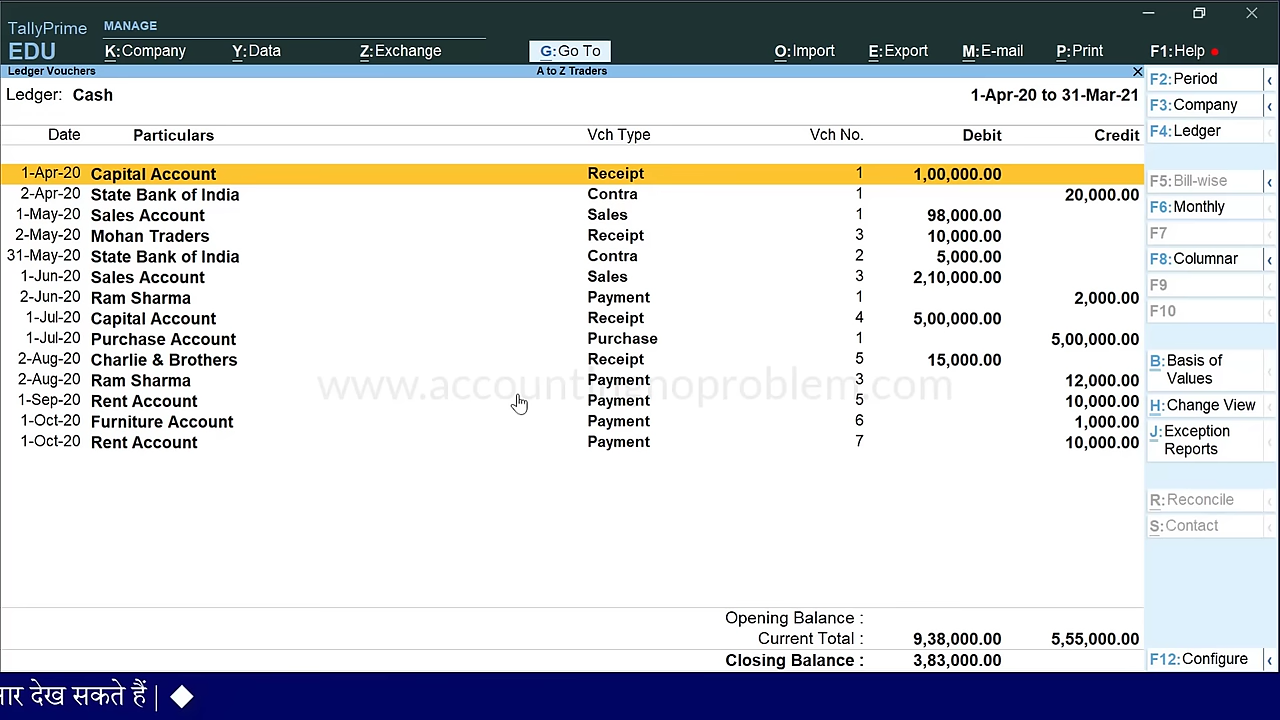 TallyPrime
EDU
MANAGE
K:Company Y:Data Z:Exchange G:Go To O:Import E:Export M:E-mail P:Print F1:Help
Ledger Vouchers A to Z Traders
Ledger: Cash 1-Apr-20 to 31-Mar-21
Date Particulars Vch Type Vch No. Debit Credit
1-Apr-20 Capital Account Receipt 1 1,00,000.00
2-Apr-20 State Bank of India Contra 1 20,000.00
1-May-20 Sales Account Sales 1 98,000.00
2-May-20 Mohan Traders Receipt 3 10,000.00
31-May-20 State Bank of India Contra 2 5,000.00
1-Jun-20 Sales Account Sales 3 2,10,000.00
2-Jun-20 Ram Sharma Payment 1 2,000.00
1-Jul-20 Capital Account Receipt 4 5,00,000.00
1-Jul-20 Purchase Account Purchase 1 5,00,000.00
2-Aug-20 Charlie & Brothers Receipt 5 15,000.00
2-Aug-20 Ram Sharma Payment 3 12,000.00
1-Sep-20 Rent Account Payment 5 10,000.00
1-Oct-20 Furniture Account Payment 6 1,000.00
1-Oct-20 Rent Account Payment 7 10,000.00
Opening Balance :
Current Total : 9,38,000.00 5,55,000.00
Closing Balance : 3,83,000.00
F2:Period
F3:Company
F4:Ledger
F5:Bill-wise
F6:Monthly
F7
F8:Columnar
F9
F10
B:Basis of
Values
H:Change View
J:Exception
Reports
R:Reconcile
S:Contact
F12:Configure
देख सकते हैं |